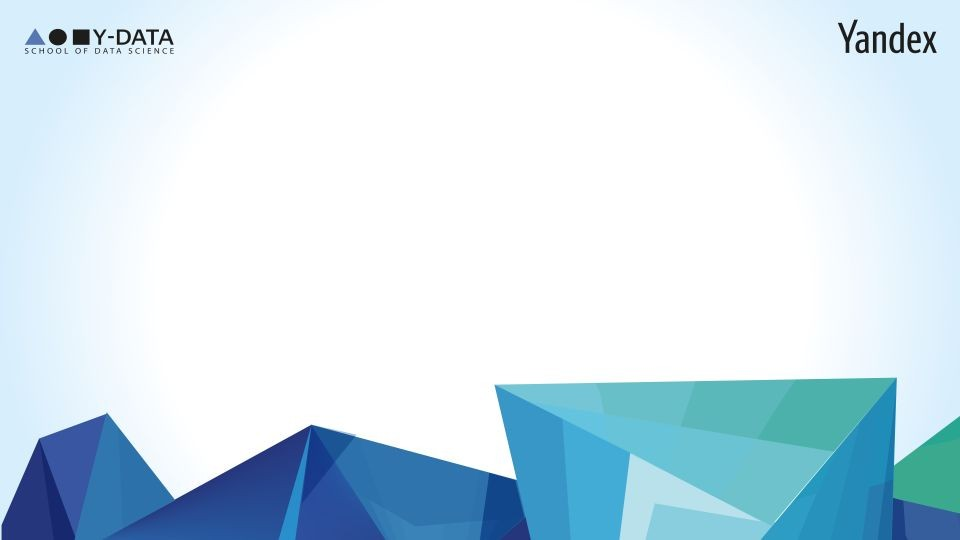 Y-DATA
SCHOOL OF DATA SCIENCE
Yandex